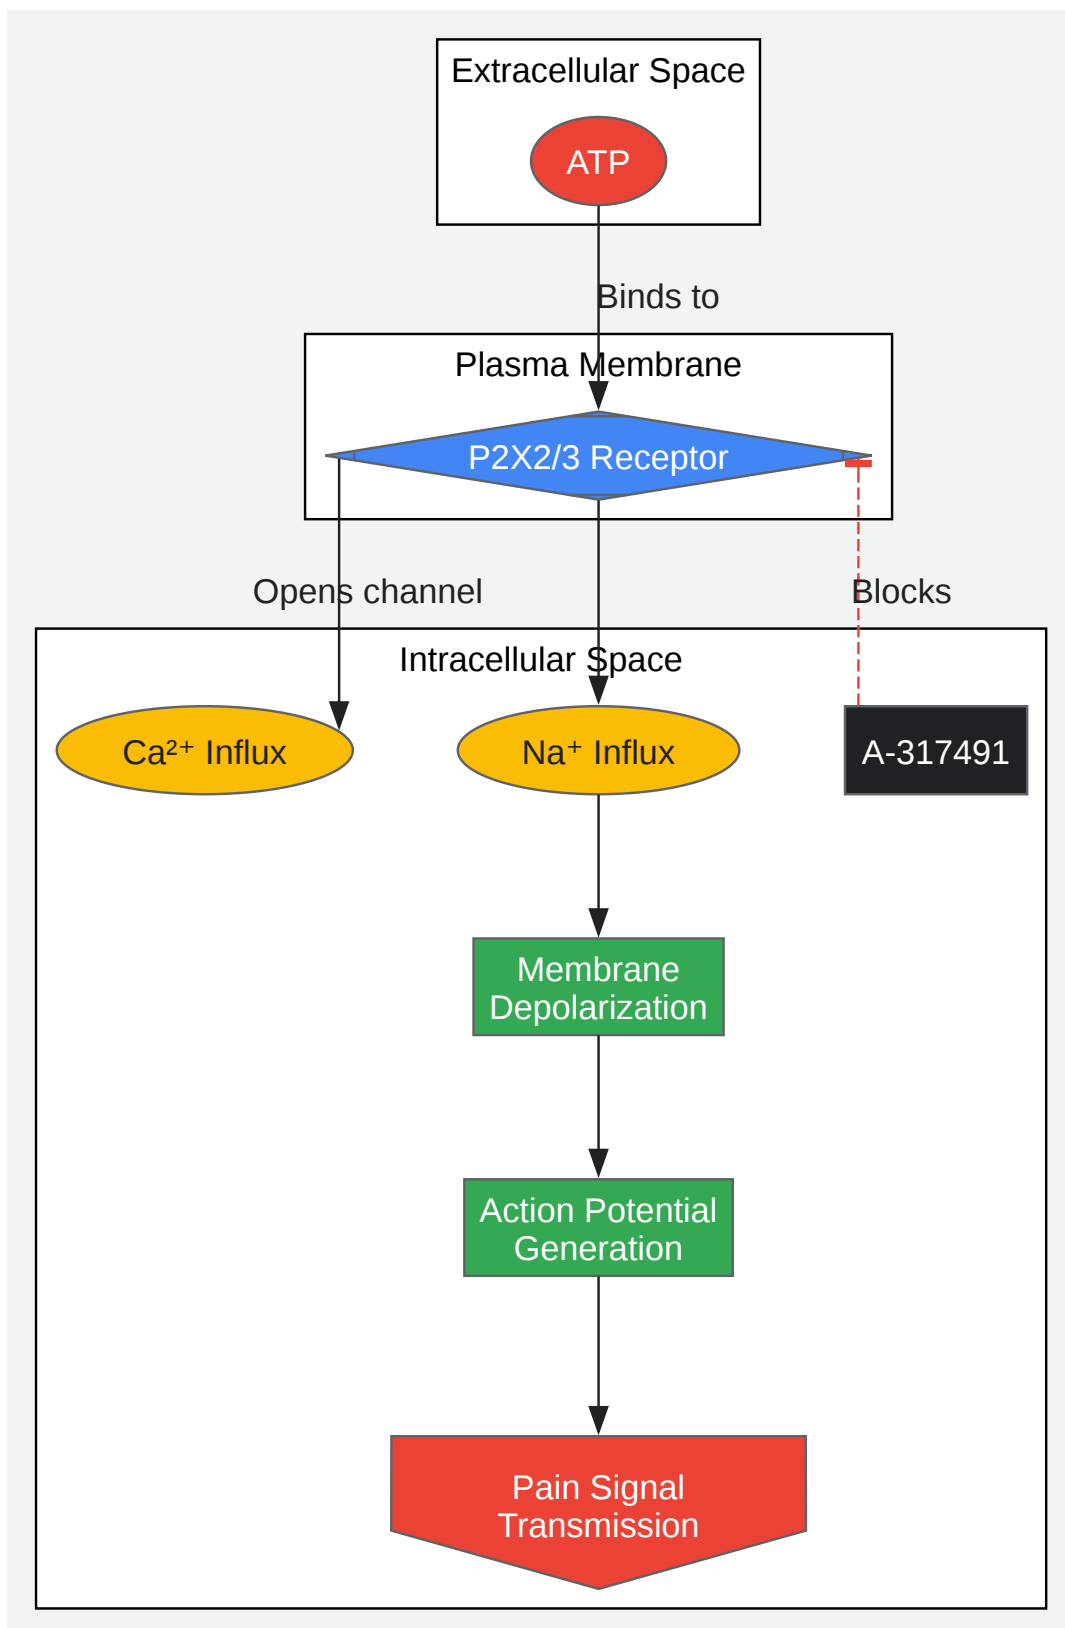 Extracellular Space
ATP
Binds to
Plasma Membrane
P2X2/3 Receptor
Opens channel
Blocks
Intracellular Space
Ca²⁺ Influx
Na⁺ Influx
A-317491
Membrane
Depolarization
Action Potential
Generation
Pain Signal
Transmission